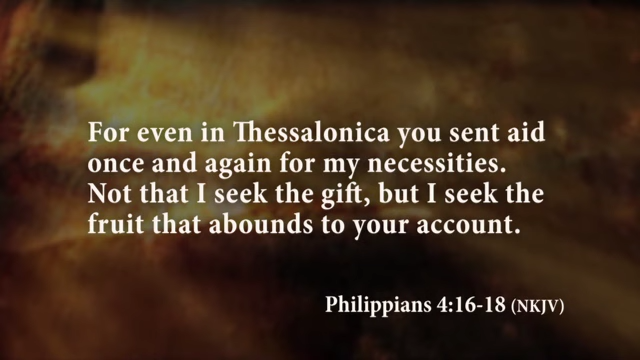 For even in Thessalonica you sent aid
once and again for my necessities.
Not that I seek the gift, but I seek the
fruit that abounds to your account.
Philippians 4:16-18 (NKJV)